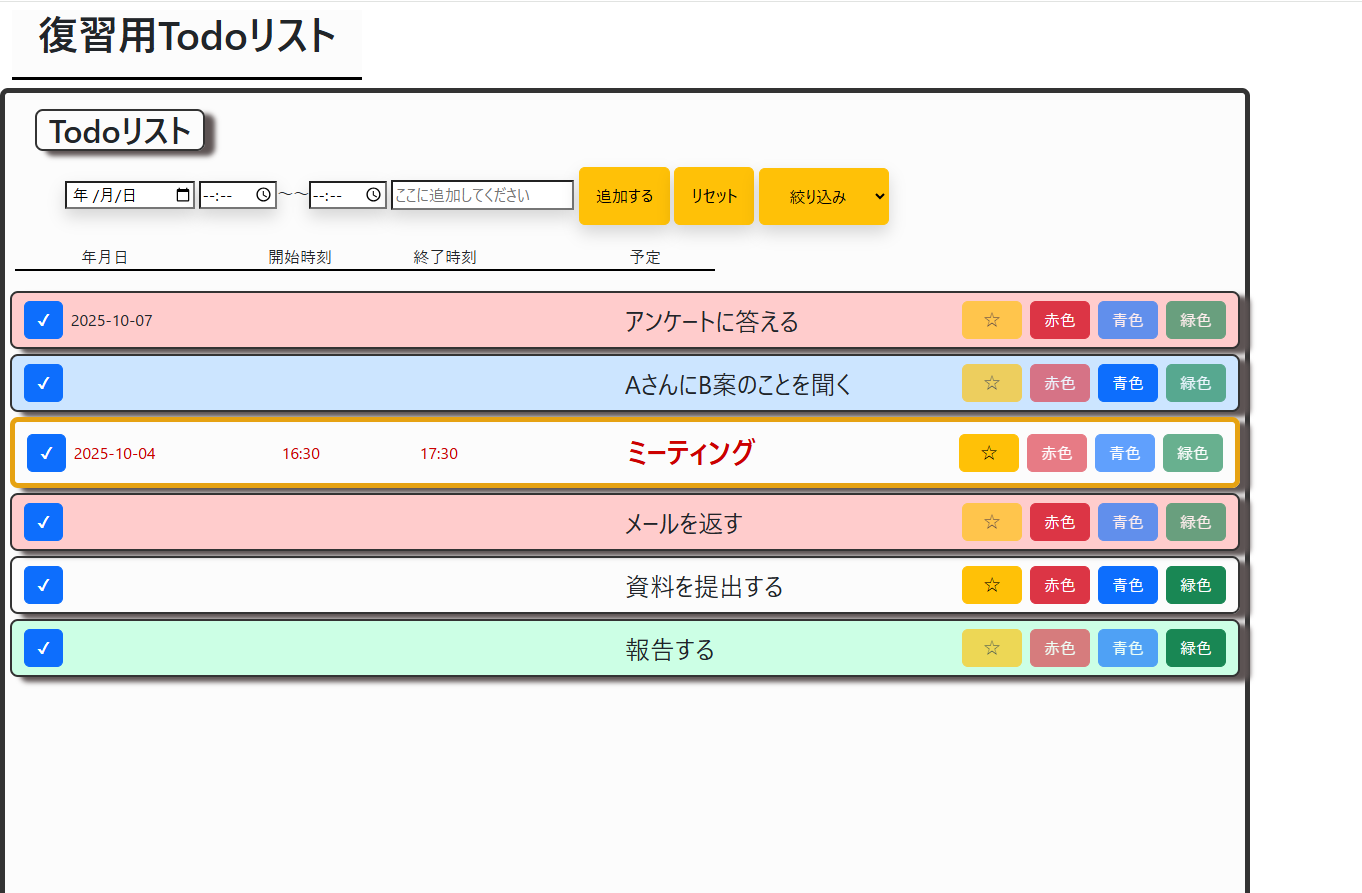 復習用Todoリスト
Todoリスト
年 /月/日 --:-- ～～ --:-- ここに追加してください 追加する リセット 絞り込み
年月日 開始時刻 終了時刻 予定
✓ 2025-10-07 アンケートに答える ☆ 赤色 青色 緑色
✓ AさんにB案のことを聞く ☆ 赤色 青色 緑色
✓ 2025-10-04 16:30 17:30 ミーティング ☆ 赤色 青色 緑色
✓ メールを返す ☆ 赤色 青色 緑色
✓ 資料を提出する ☆ 赤色 青色 緑色
✓ 報告する ☆ 赤色 青色 緑色